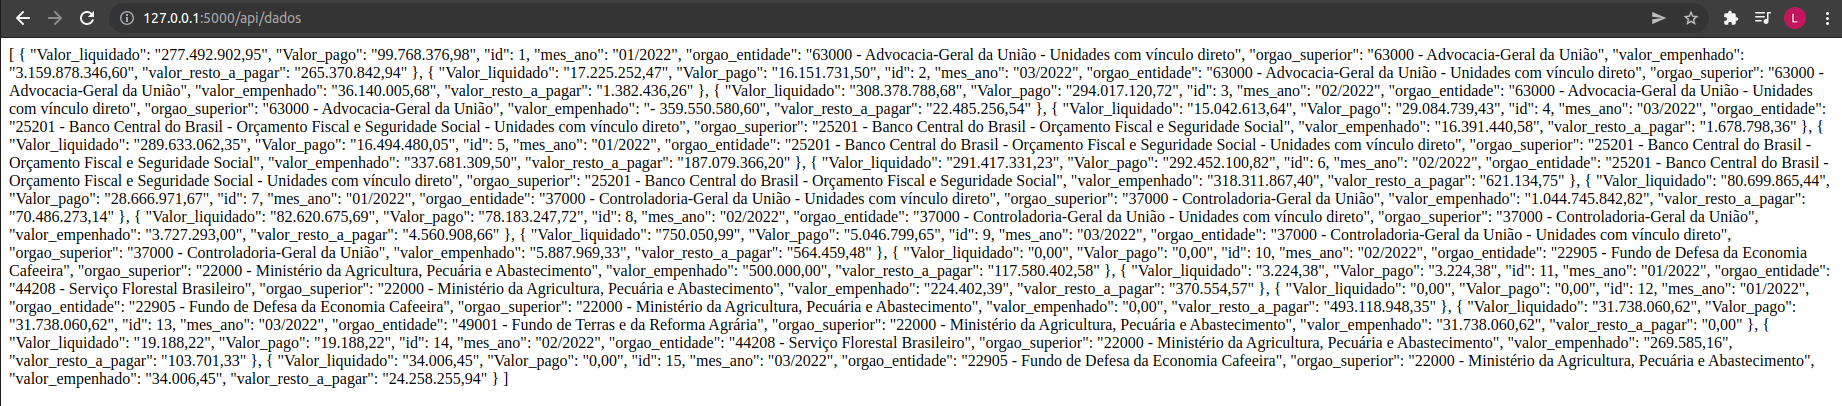 127.0.0.1:5000/api/dados
L
[ { "Valor_liquidado": "277.492.902,95", "Valor_pago": "99.768.376,98", "id": 1, "mes_ano": "01/2022", "orgao_entidade": "63000 - Advocacia-Geral da União - Unidades com vínculo direto", "orgao_superior": "63000 - Advocacia-Geral da União", "valor_empenhado":
"3.159.878.346,60", "valor_resto_a_pagar": "265.370.842,94" }, { "Valor_liquidado": "17.225.252,47", "Valor_pago": "16.151.731,50", "id": 2, "mes_ano": "03/2022", "orgao_entidade": "63000 - Advocacia-Geral da União - Unidades com vínculo direto", "orgao_superior": "63000 -
Advocacia-Geral da União", "valor_empenhado": "36.140.005,68", "valor_resto_a_pagar": "1.382.436,26" }, { "Valor_liquidado": "308.378.788,68", "Valor_pago": "294.017.120,72", "id": 3, "mes_ano": "02/2022", "orgao_entidade": "63000 - Advocacia-Geral da União - Unidades
com vínculo direto", "orgao_superior": "63000 - Advocacia-Geral da União", "valor_empenhado": "- 359.550.580,60", "valor_resto_a_pagar": "22.485.256,54" }, { "Valor_liquidado": "15.042.613,64", "Valor_pago": "29.084.739,43", "id": 4, "mes_ano": "03/2022", "orgao_entidade":
"25201 - Banco Central do Brasil - Orçamento Fiscal e Seguridade Social - Unidades com vínculo direto", "orgao_superior": "25201 - Banco Central do Brasil - Orçamento Fiscal e Seguridade Social", "valor_empenhado": "16.391.440,58", "valor_resto_a_pagar": "1.678.798,36" }, {
"Valor_liquidado": "289.633.062,35", "Valor_pago": "16.494.480,05", "id": 5, "mes_ano": "01/2022", "orgao_entidade": "25201 - Banco Central do Brasil - Orçamento Fiscal e Seguridade Social - Unidades com vínculo direto", "orgao_superior": "25201 - Banco Central do Brasil -
Orçamento Fiscal e Seguridade Social", "valor_empenhado": "337.681.309,50", "valor_resto_a_pagar": "187.079.366,20" }, { "Valor_liquidado": "291.417.331,23", "Valor_pago": "292.452.100,82", "id": 6, "mes_ano": "02/2022", "orgao_entidade": "25201 - Banco Central do Brasil -
Orçamento Fiscal e Seguridade Social - Unidades com vínculo direto", "orgao_superior": "25201 - Banco Central do Brasil - Orçamento Fiscal e Seguridade Social", "valor_empenhado": "318.311.867,40", "valor_resto_a_pagar": "621.134,75" }, { "Valor_liquidado": "80.699.865,44",
"Valor_pago": "28.666.971,67", "id": 7, "mes_ano": "01/2022", "orgao_entidade": "37000 - Controladoria-Geral da União - Unidades com vínculo direto", "orgao_superior": "37000 - Controladoria-Geral da União", "valor_empenhado": "1.044.745.842,82", "valor_resto_a_pagar":
"70.486.273,14" }, { "Valor_liquidado": "82.620.675,69", "Valor_pago": "78.183.247,72", "id": 8, "mes_ano": "02/2022", "orgao_entidade": "37000 - Controladoria-Geral da União - Unidades com vínculo direto", "orgao_superior": "37000 - Controladoria-Geral da União",
"valor_empenhado": "3.727.293,00", "valor_resto_a_pagar": "4.560.908,66" }, { "Valor_liquidado": "750.050,99", "Valor_pago": "5.046.799,65", "id": 9, "mes_ano": "03/2022", "orgao_entidade": "37000 - Controladoria-Geral da União - Unidades com vínculo direto",
"orgao_superior": "37000 - Controladoria-Geral da União", "valor_empenhado": "5.887.969,33", "valor_resto_a_pagar": "564.459,48" }, { "Valor_liquidado": "0,00", "Valor_pago": "0,00", "id": 10, "mes_ano": "02/2022", "orgao_entidade": "22905 - Fundo de Defesa da Economia
Cafeeira", "orgao_superior": "22000 - Ministério da Agricultura, Pecuária e Abastecimento", "valor_empenhado": "500.000,00", "valor_resto_a_pagar": "117.580.402,58" }, { "Valor_liquidado": "3.224,38", "Valor_pago": "3.224,38", "id": 11, "mes_ano": "01/2022", "orgao_entidade":
"44208 - Serviço Florestal Brasileiro", "orgao_superior": "22000 - Ministério da Agricultura, Pecuária e Abastecimento", "valor_empenhado": "224.402,39", "valor_resto_a_pagar": "370.554,57" }, { "Valor_liquidado": "0,00", "Valor_pago": "0,00", "id": 12, "mes_ano": "01/2022",
"orgao_entidade": "22905 - Fundo de Defesa da Economia Cafeeira", "orgao_superior": "22000 - Ministério da Agricultura, Pecuária e Abastecimento", "valor_empenhado": "0,00", "valor_resto_a_pagar": "493.118.948,35" }, { "Valor_liquidado": "31.738.060,62", "Valor_pago":
"31.738.060,62", "id": 13, "mes_ano": "03/2022", "orgao_entidade": "49001 - Fundo de Terras e da Reforma Agrária", "orgao_superior": "22000 - Ministério da Agricultura, Pecuária e Abastecimento", "valor_empenhado": "31.738.060,62", "valor_resto_a_pagar": "0,00" }, {
"Valor_liquidado": "19.188,22", "Valor_pago": "19.188,22", "id": 14, "mes_ano": "02/2022", "orgao_entidade": "44208 - Serviço Florestal Brasileiro", "orgao_superior": "22000 - Ministério da Agricultura, Pecuária e Abastecimento", "valor_empenhado": "269.585,16",
"valor_resto_a_pagar": "103.701,33" }, { "Valor_liquidado": "34.006,45", "Valor_pago": "0,00", "id": 15, "mes_ano": "03/2022", "orgao_entidade": "22905 - Fundo de Defesa da Economia Cafeeira", "orgao_superior": "22000 - Ministério da Agricultura, Pecuária e Abastecimento",
"valor_empenhado": "34.006,45", "valor_resto_a_pagar": "24.258.255,94" } ]